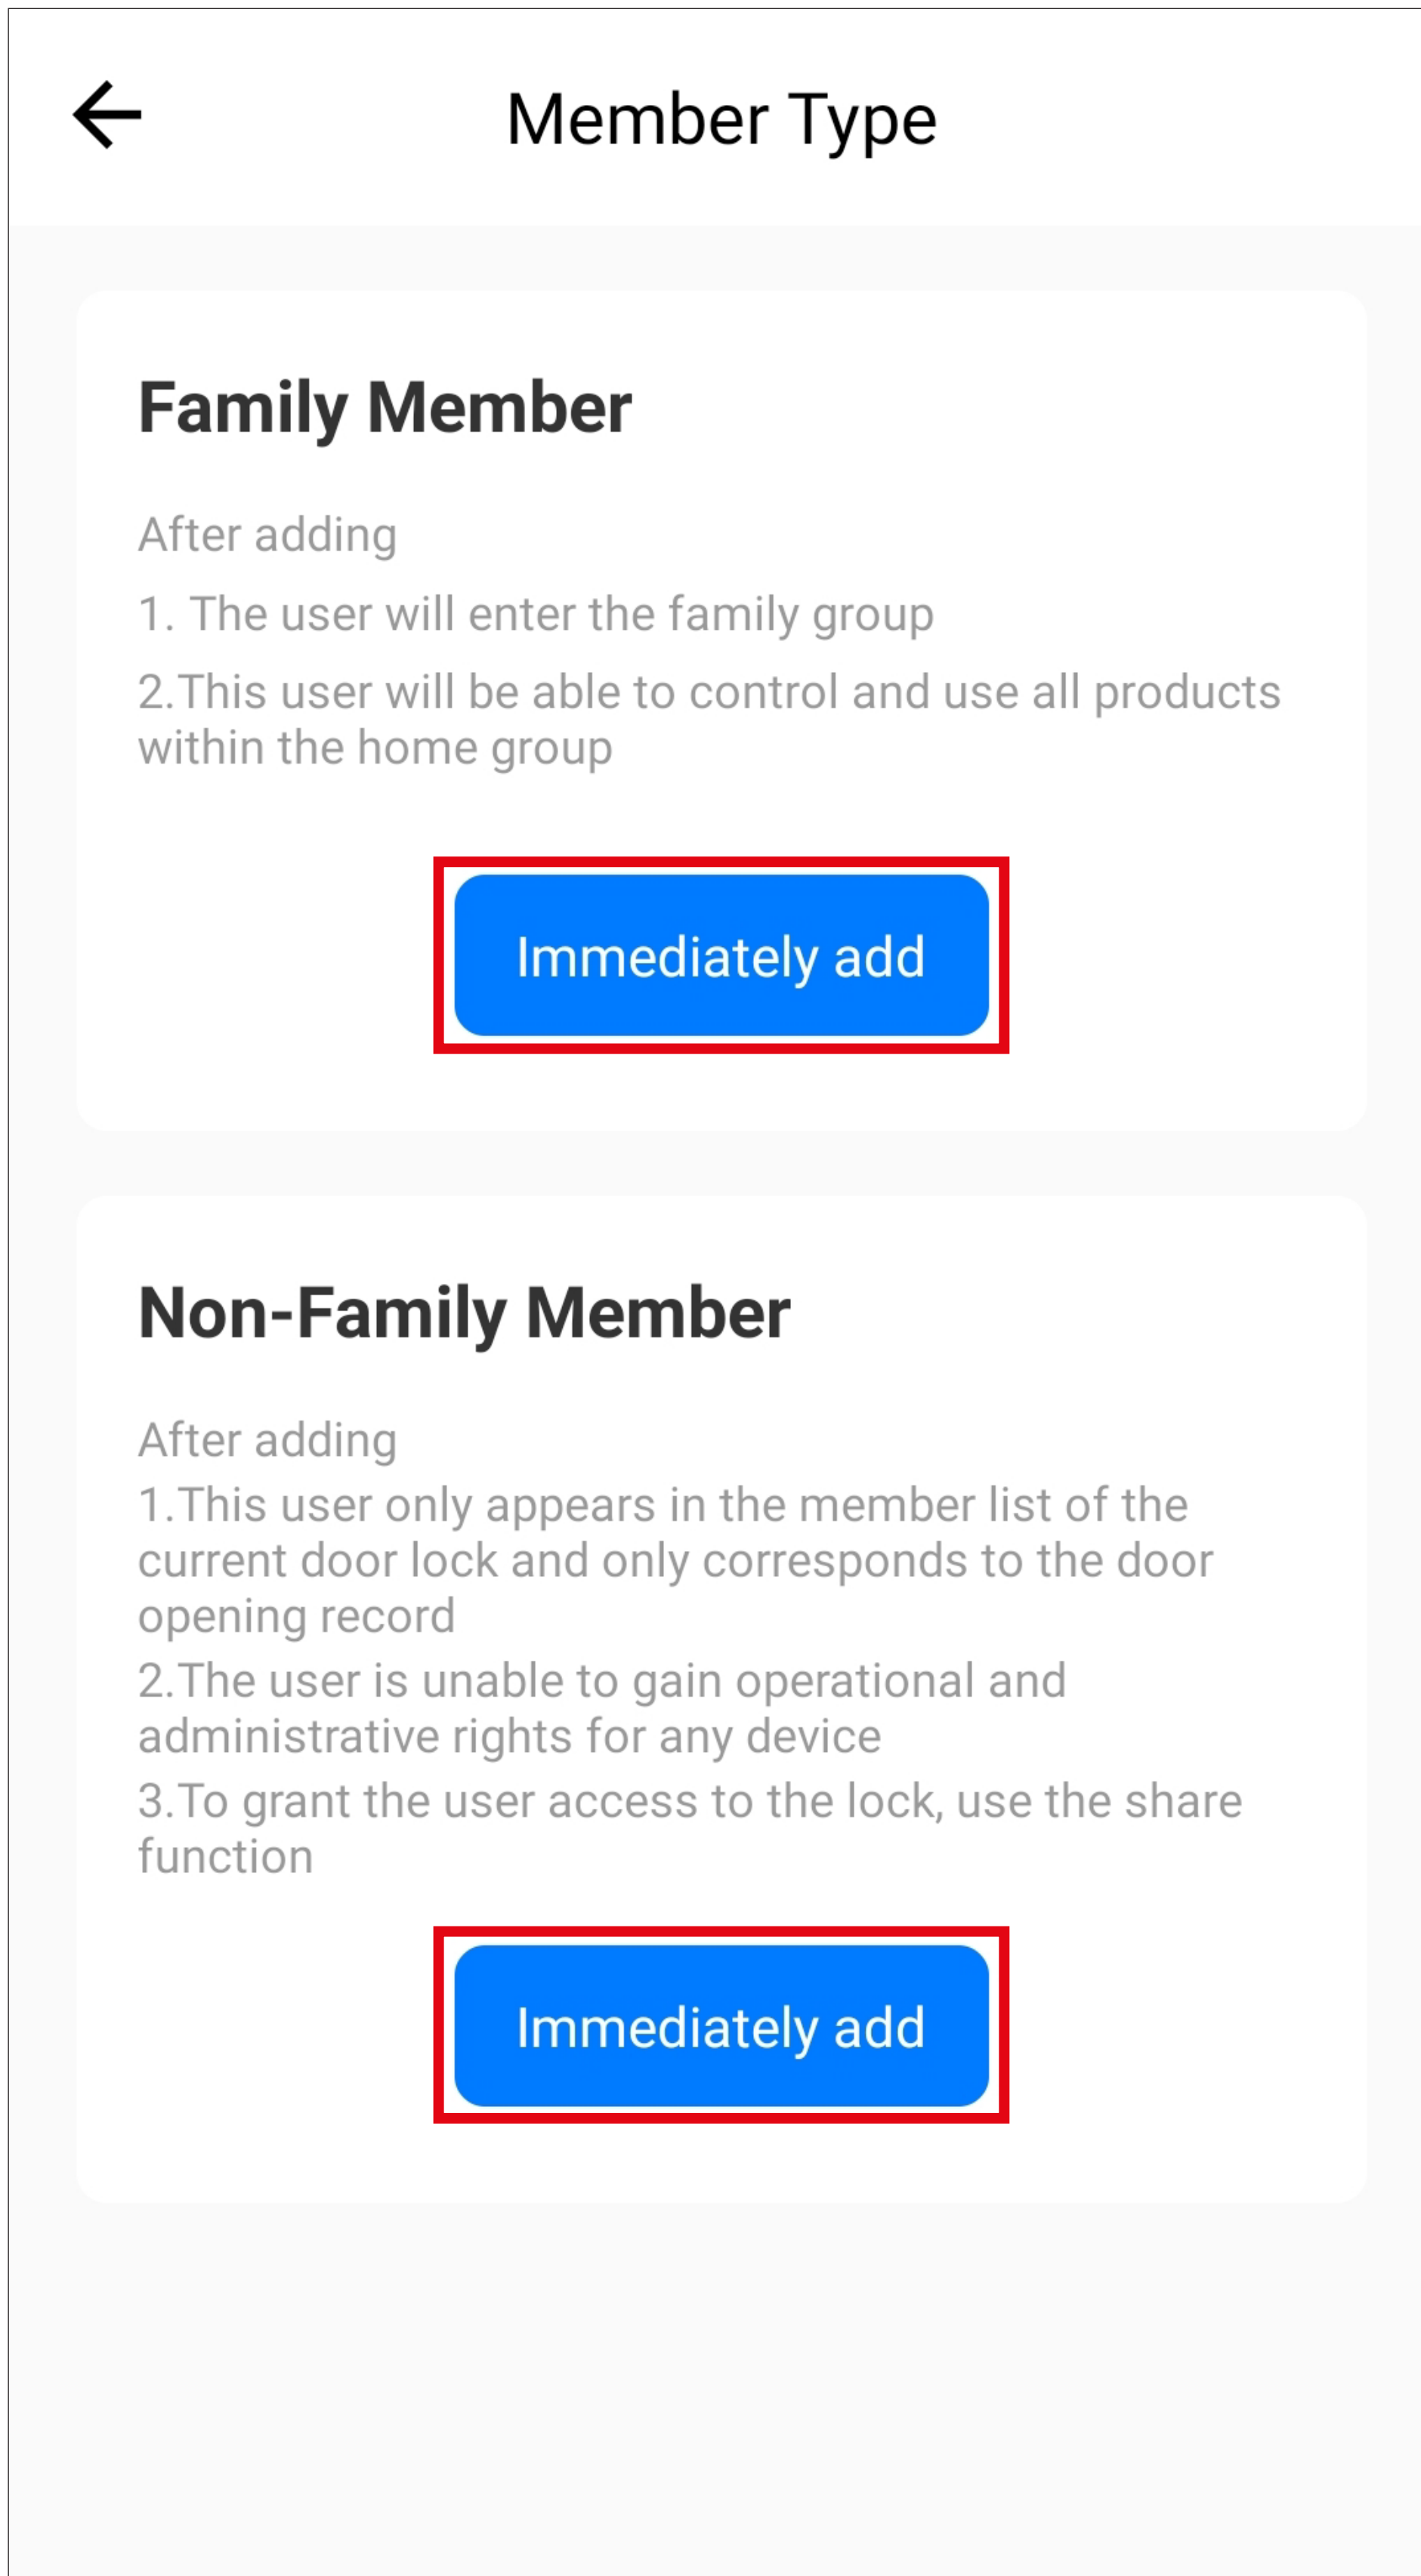 Member Type
Family Member
After adding
1. The user will enter the family group
2.This user will be able to control and use all products
within the home group
Immediately add
Non-Family Member
After adding
1.This user only appears in the member list of the
current door lock and only corresponds to the door
opening record
2.The user is unable to gain operational and
administrative rights for any device
3.To grant the user access to the lock, use the share
function
Immediately add